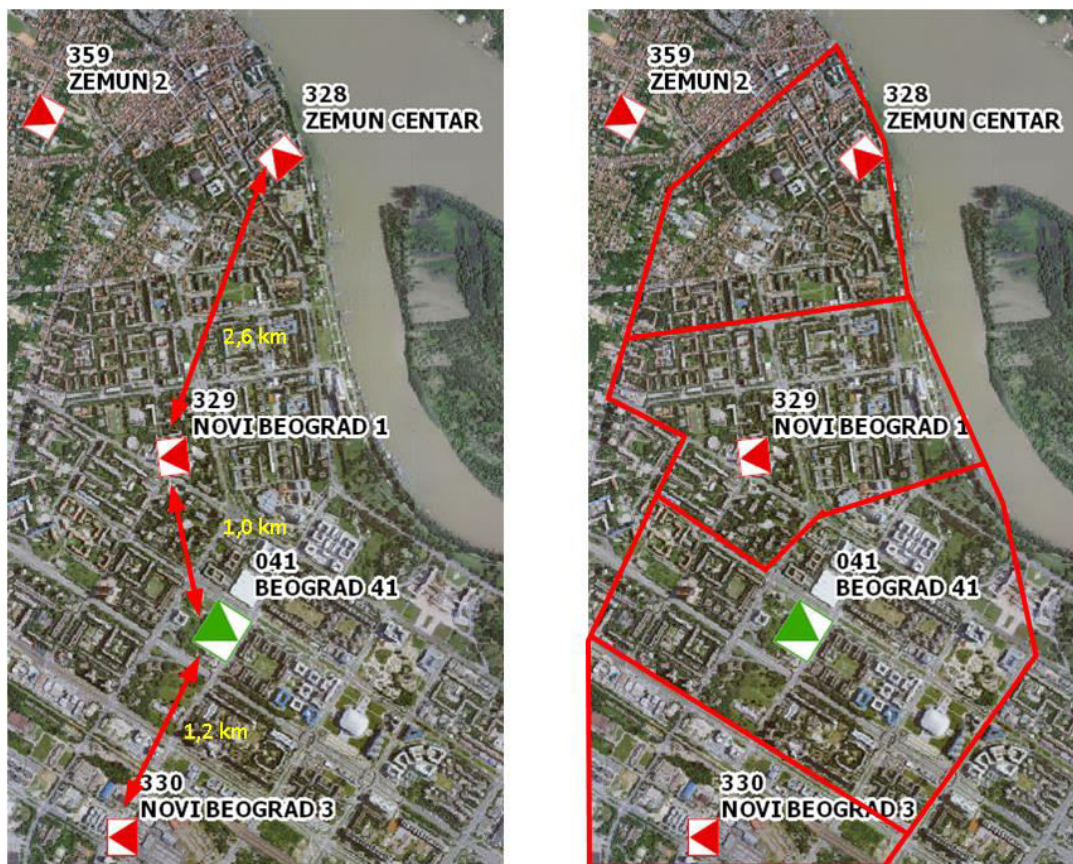 359
ZEMUN 2
328
ZEMUN CENTAR
2,6 km
329
NOVI BEOGRAD 1
1,0 km
041
BEOGRAD 41
1,2 km
330
NOVI BEOGRAD 3
359
ZEMUN 2
328
ZEMUN CENTAR
329
NOVI BEOGRAD 1
041
BEOGRAD 41
330
NOVI BEOGRAD 3